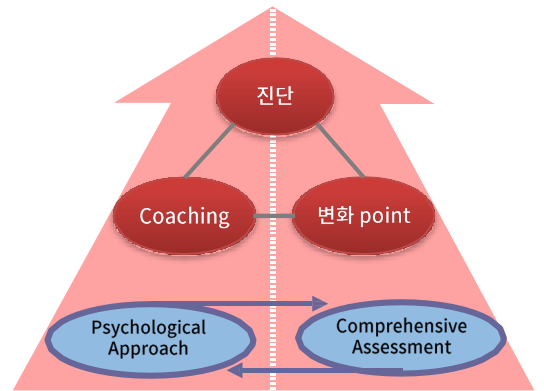 진단
Coaching
변화 point
Psychological
Approach
Comprehensive
Assessment